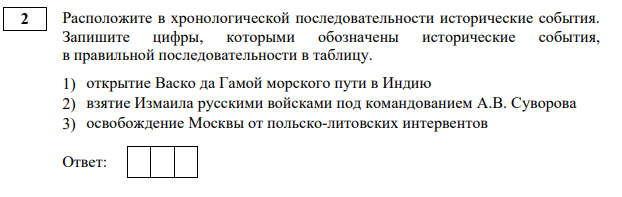 2
Расположите в хронологической последовательности исторические события.
Запишите цифры, которыми обозначены исторические события,
в правильной последовательности в таблицу.
1) открытие Васко да Гамой морского пути в Индию
2) взятие Измаила русскими войсками под командованием А.В. Суворова
3) освобождение Москвы от польско-литовских интервентов
Ответ: